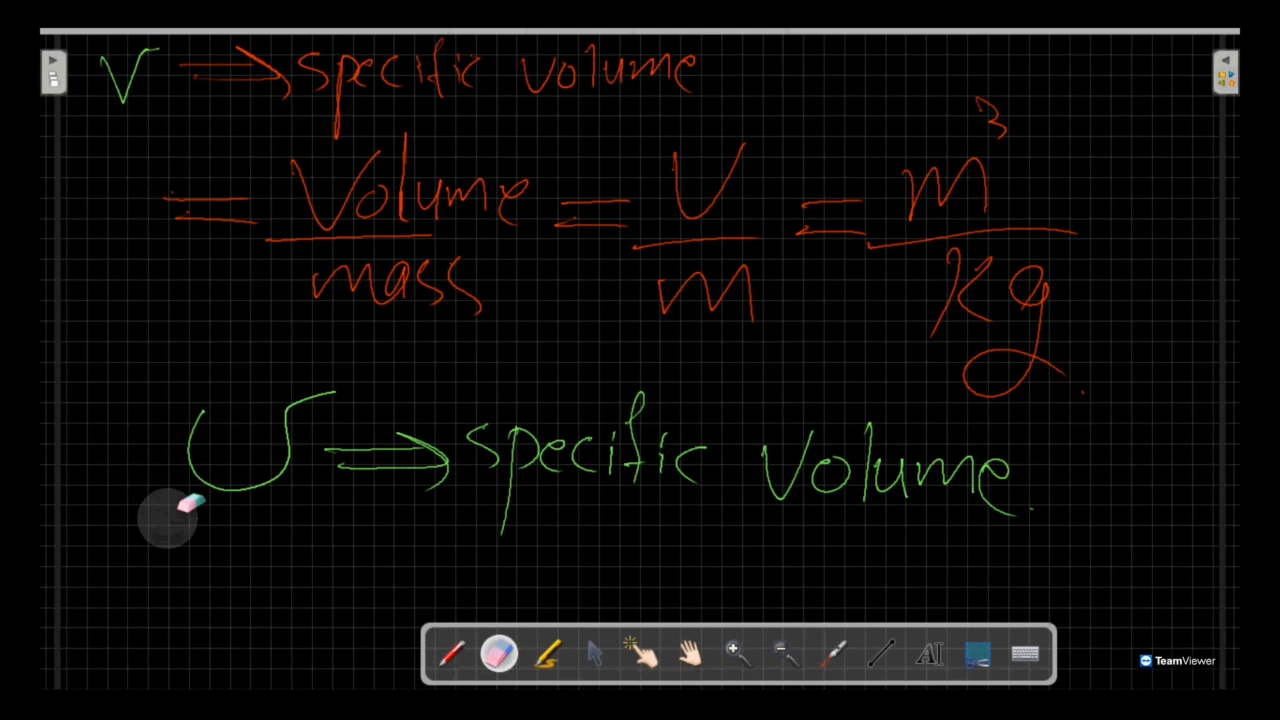 v ⇒ specific volume
= Volume / mass = V / m = m³ / kg
υ ⇒ specific volume.
TeamViewer